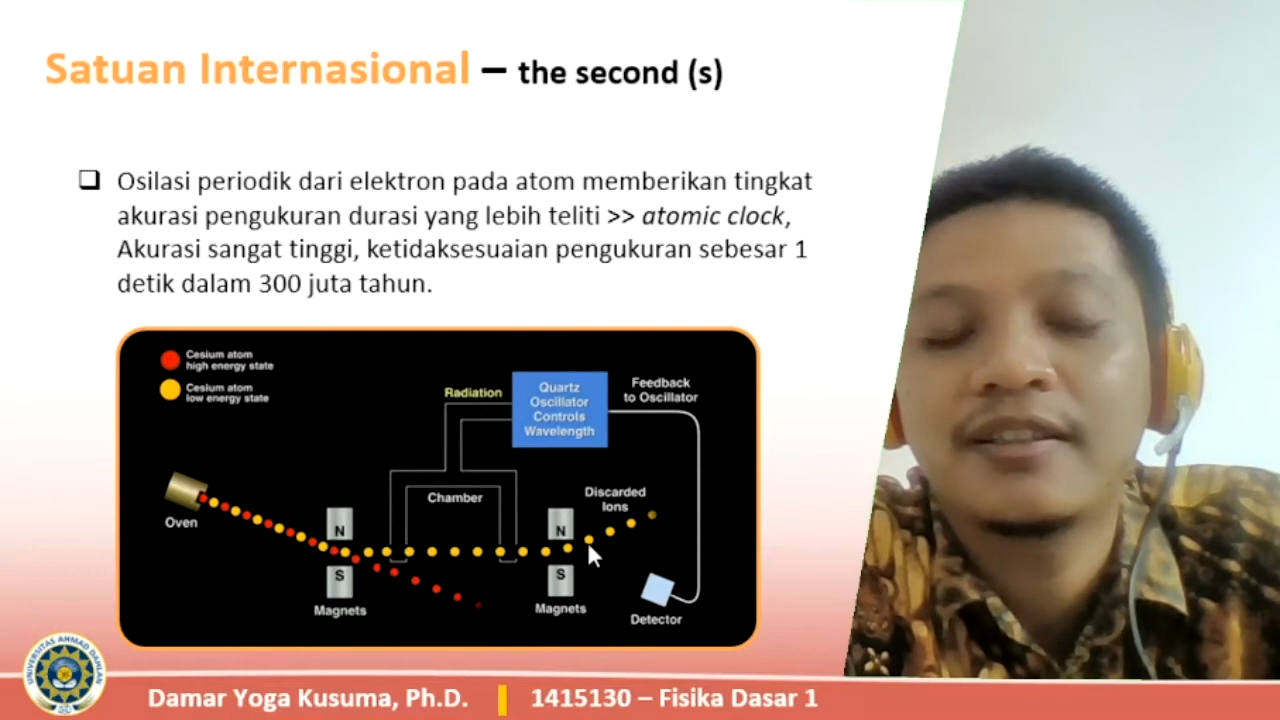 Satuan Internasional – the second (s)
❑ Osilasi periodik dari elektron pada atom memberikan tingkat
akurasi pengukuran durasi yang lebih teliti >> atomic clock,
Akurasi sangat tinggi, ketidaksesuaian pengukuran sebesar 1
detik dalam 300 juta tahun.
Cesium atom
high energy state
Cesium atom
low energy state
Radiation
Quartz
Oscillator
Controls
Wavelength
Feedback
to Oscillator
Oven
Chamber
Discarded
Ions
N
S
Magnets
N
S
Magnets
Detector
UNIVERSITAS AHMAD DAHLAN
Damar Yoga Kusuma, Ph.D. | 1415130 – Fisika Dasar 1